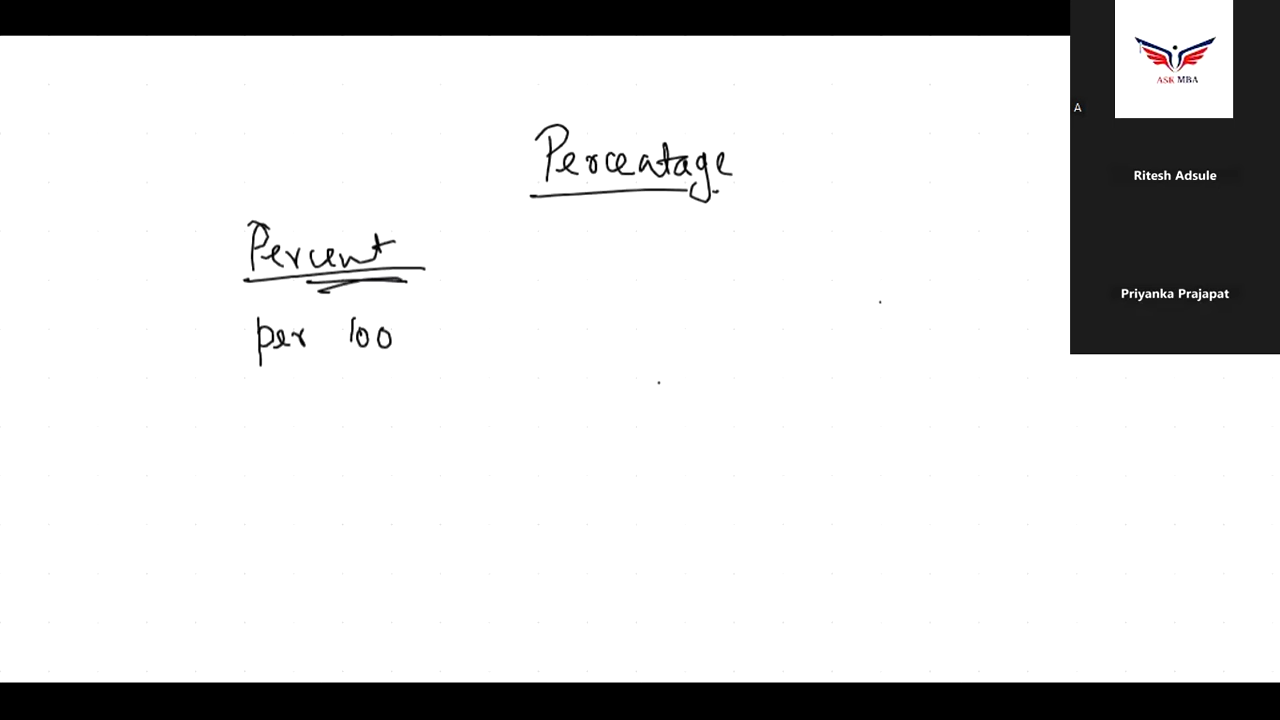 Percentage
Percent
per 100
ASK MBA
A
Ritesh Adsule
Priyanka Prajapat